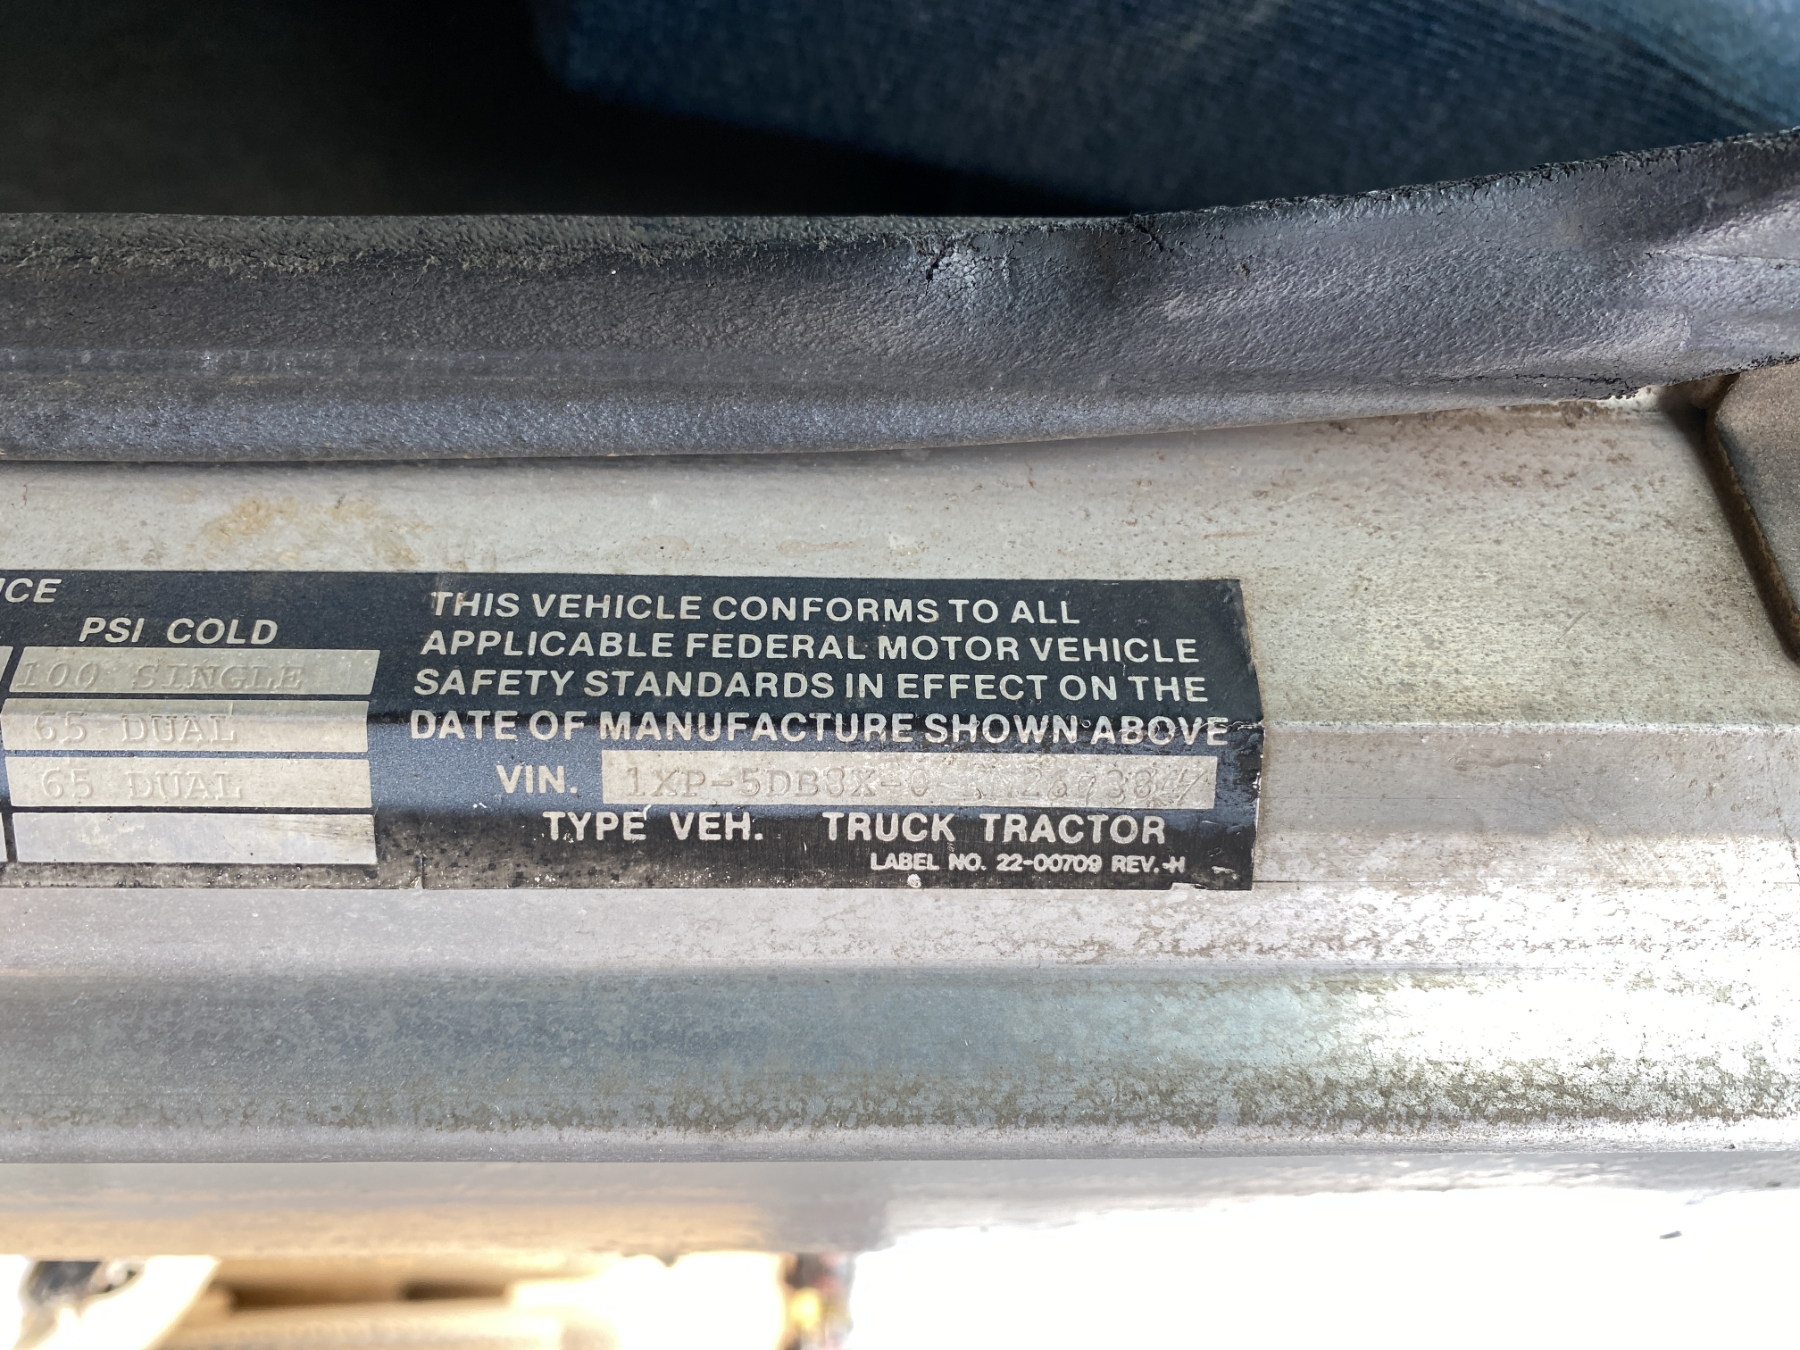 PSI COLD
100 SINGLE
65 DUAL
65 DUAL
THIS VEHICLE CONFORMS TO ALL
APPLICABLE FEDERAL MOTOR VEHICLE
SAFETY STANDARDS IN EFFECT ON THE
DATE OF MANUFACTURE SHOWN ABOVE
VIN.
TYPE VEH. TRUCK TRACTOR
LABEL NO. 22-00709 REV.-H